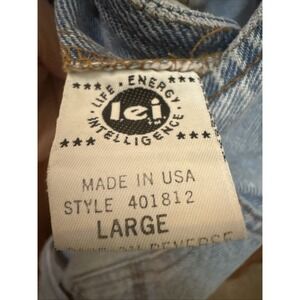 LIFE · ENERGY · INTELLIGENCE
lei
MADE IN USA
STYLE 401812
LARGE
REVERSE